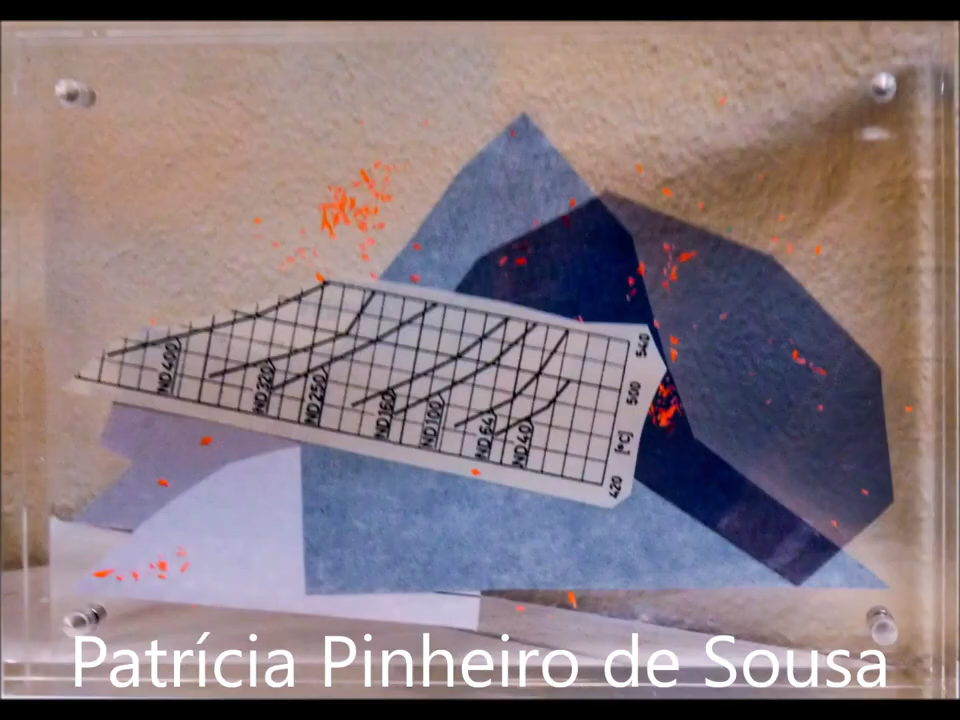 ND400
ND320
ND250
ND160
ND100
ND64
ND40
540
500
[°C]
420
Patrícia Pinheiro de Sousa